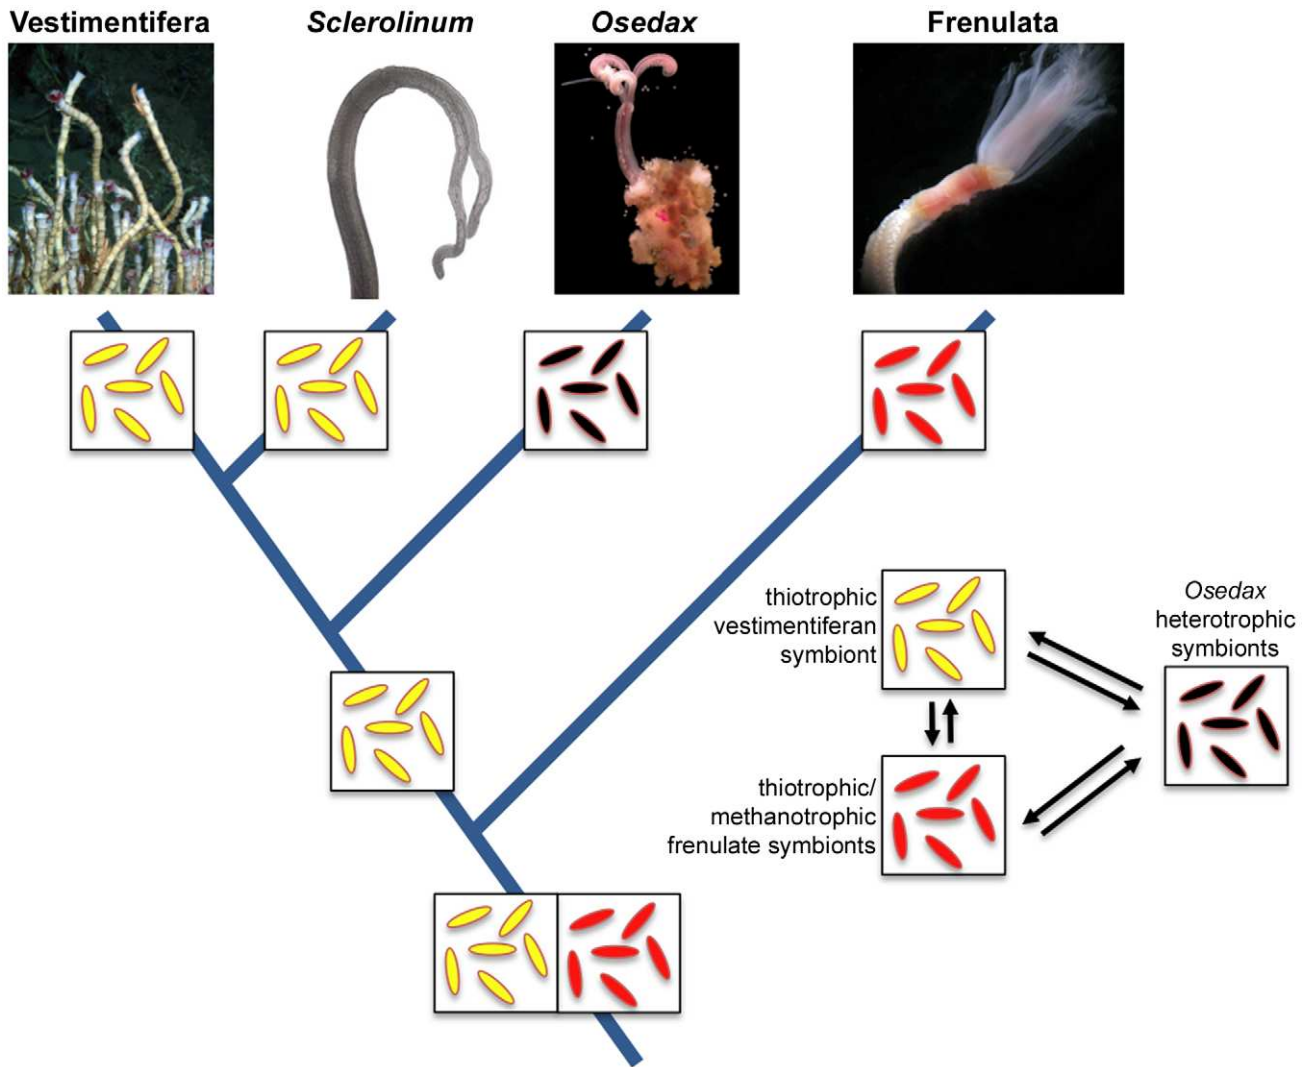 Vestimentifera
Sclerolinum
Osedax
Frenulata
thiotrophic
vestimentiferan
symbiont
Osedax
heterotrophic
symbionts
thiotrophic/
methanotrophic
frenulate symbionts